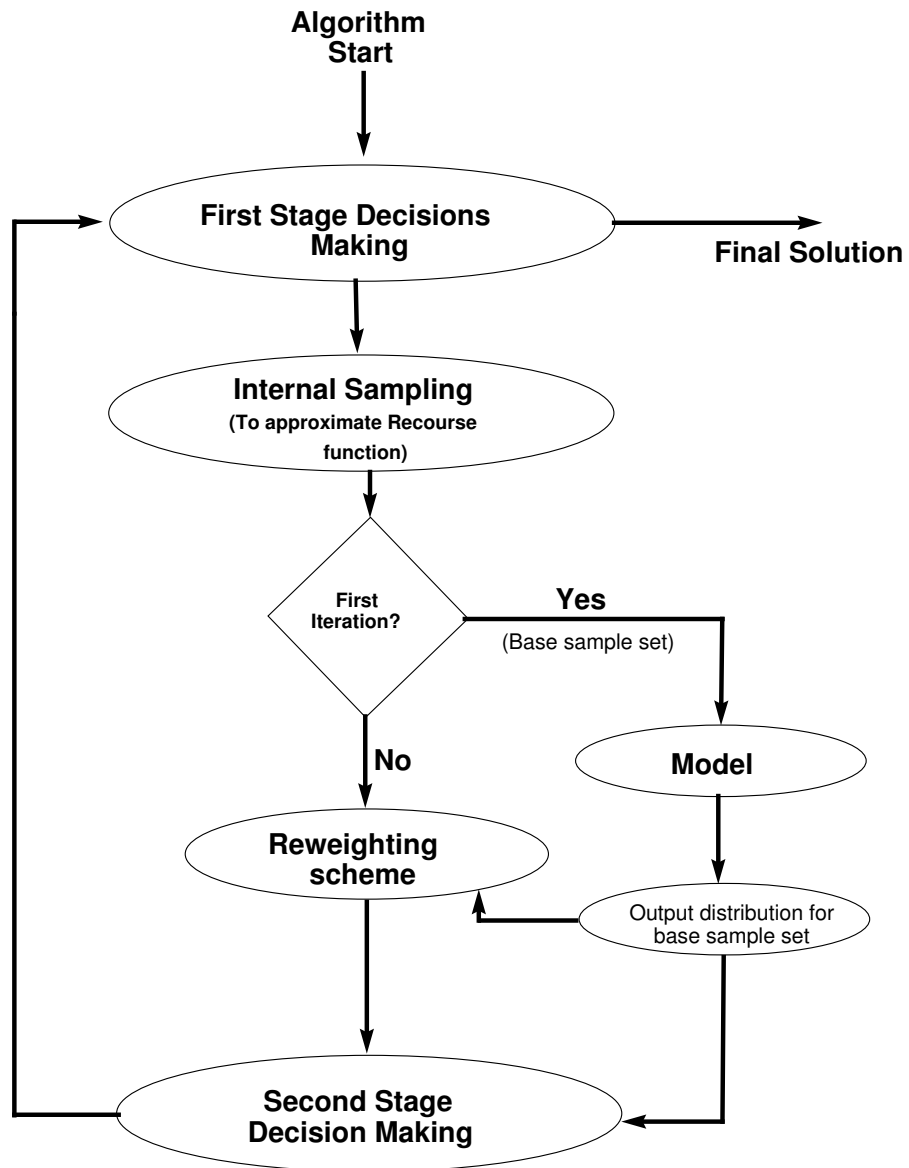 Algorithm
Start
First Stage Decisions
Making
Final Solution
Internal Sampling
(To approximate Recourse
function)
First
Iteration?
Yes
(Base sample set)
No
Model
Reweighting
scheme
Output distribution for
base sample set
Second Stage
Decision Making